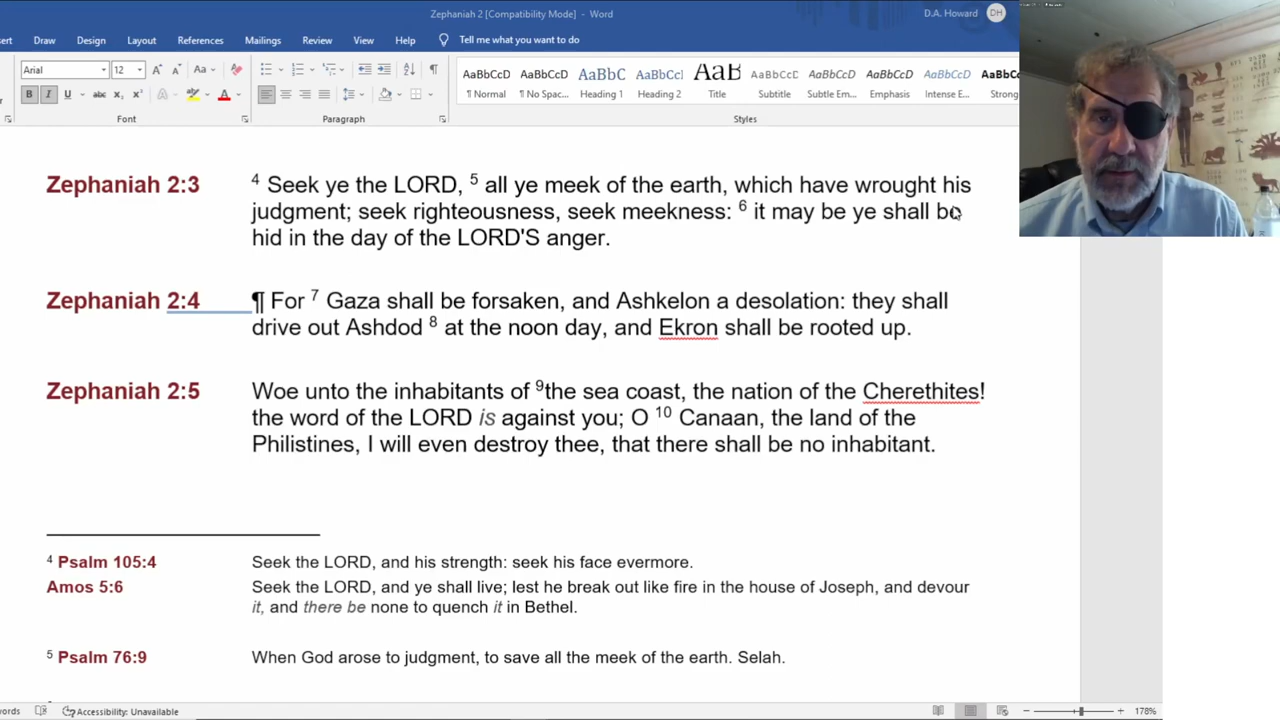 Zephaniah 2 [Compatibility Mode] - Word
D.A. Howard DH
sert Draw Design Layout References Mailings Review View Help Tell me what you want to do
Arial 12 Aa
AaBbCcD AaBbCcD AaBbC AaBbCcD AaBb AaBbCcD AaBbCcD AaBbCcD AaBbCcD AaBbCc
¶ Normal ¶ No Spac... Heading 1 Heading 2 Title Subtitle Subtle Em... Emphasis Intense E... Strong
B I U abc x₂ x² A A
Font Paragraph Styles
Zephaniah 2:3 4 Seek ye the LORD, 5 all ye meek of the earth, which have wrought his
judgment; seek righteousness, seek meekness: 6 it may be ye shall be
hid in the day of the LORD'S anger.
Zephaniah 2:4 ¶ For 7 Gaza shall be forsaken, and Ashkelon a desolation: they shall
drive out Ashdod 8 at the noon day, and Ekron shall be rooted up.
Zephaniah 2:5 Woe unto the inhabitants of 9the sea coast, the nation of the Cherethites!
the word of the LORD is against you; O 10 Canaan, the land of the
Philistines, I will even destroy thee, that there shall be no inhabitant.
4 Psalm 105:4 Seek the LORD, and his strength: seek his face evermore.
Amos 5:6 Seek the LORD, and ye shall live; lest he break out like fire in the house of Joseph, and devour
it, and there be none to quench it in Bethel.
5 Psalm 76:9 When God arose to judgment, to save all the meek of the earth. Selah.
words Accessibility: Unavailable 178%